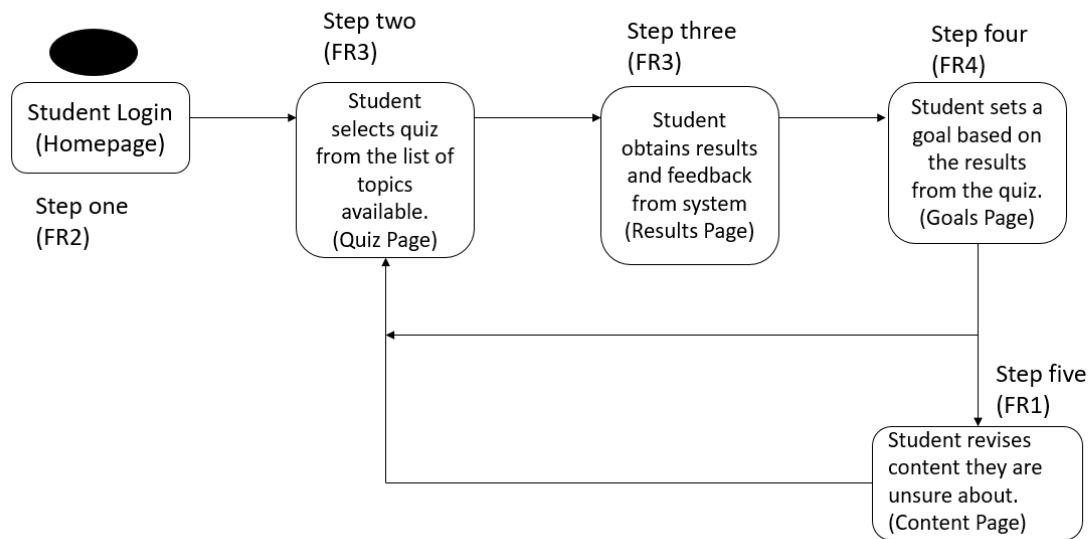 Student Login
(Homepage)
Step one
(FR2)
Step two
(FR3)
Student
selects quiz
from the list of
topics
available.
(Quiz Page)
Step three
(FR3)
Student
obtains results
and feedback
from system
(Results Page)
Step four
(FR4)
Student sets a
goal based on
the results
from the quiz.
(Goals Page)
Step five
(FR1)
Student revises
content they are
unsure about.
(Content Page)